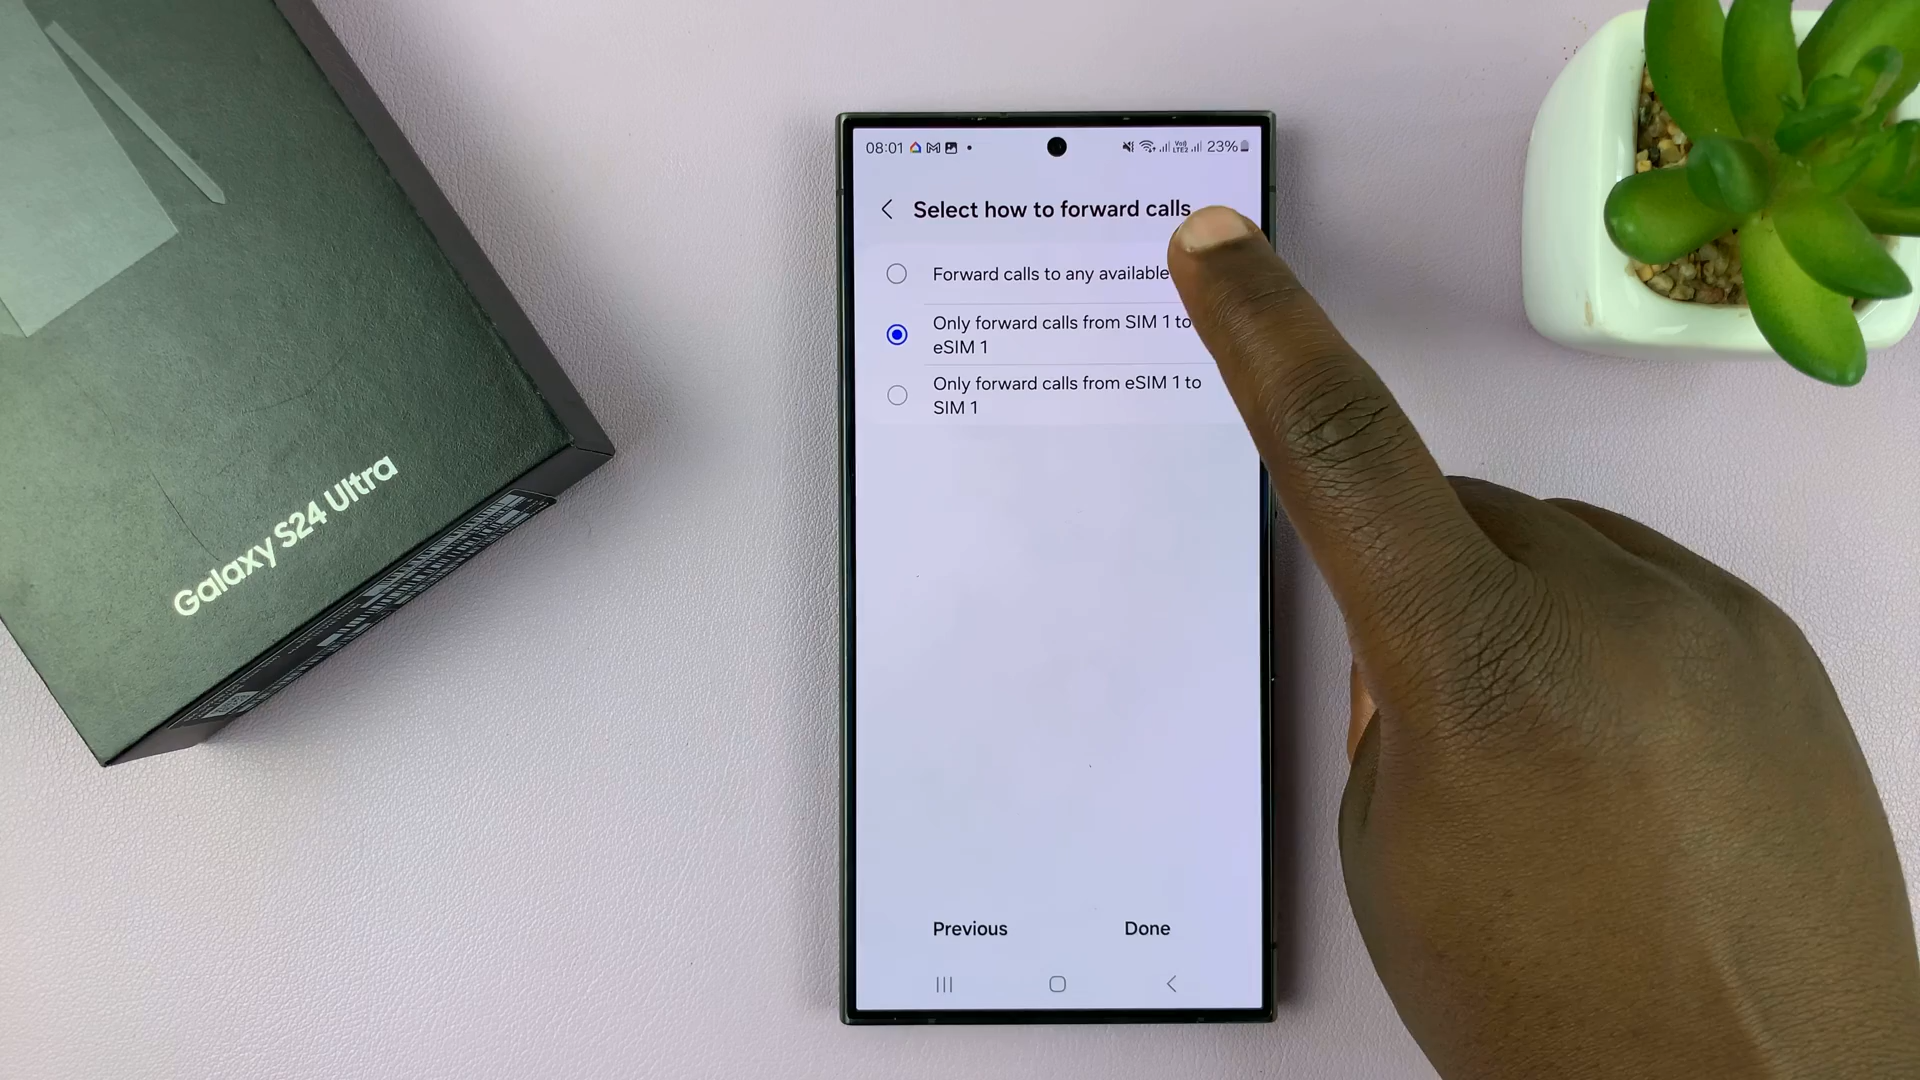 Galaxy S24 Ultra
08:01
23%
Select how to forward calls
Forward calls to any available
Only forward calls from SIM 1 to
eSIM 1
Only forward calls from eSIM 1 to
SIM 1
Previous
Done